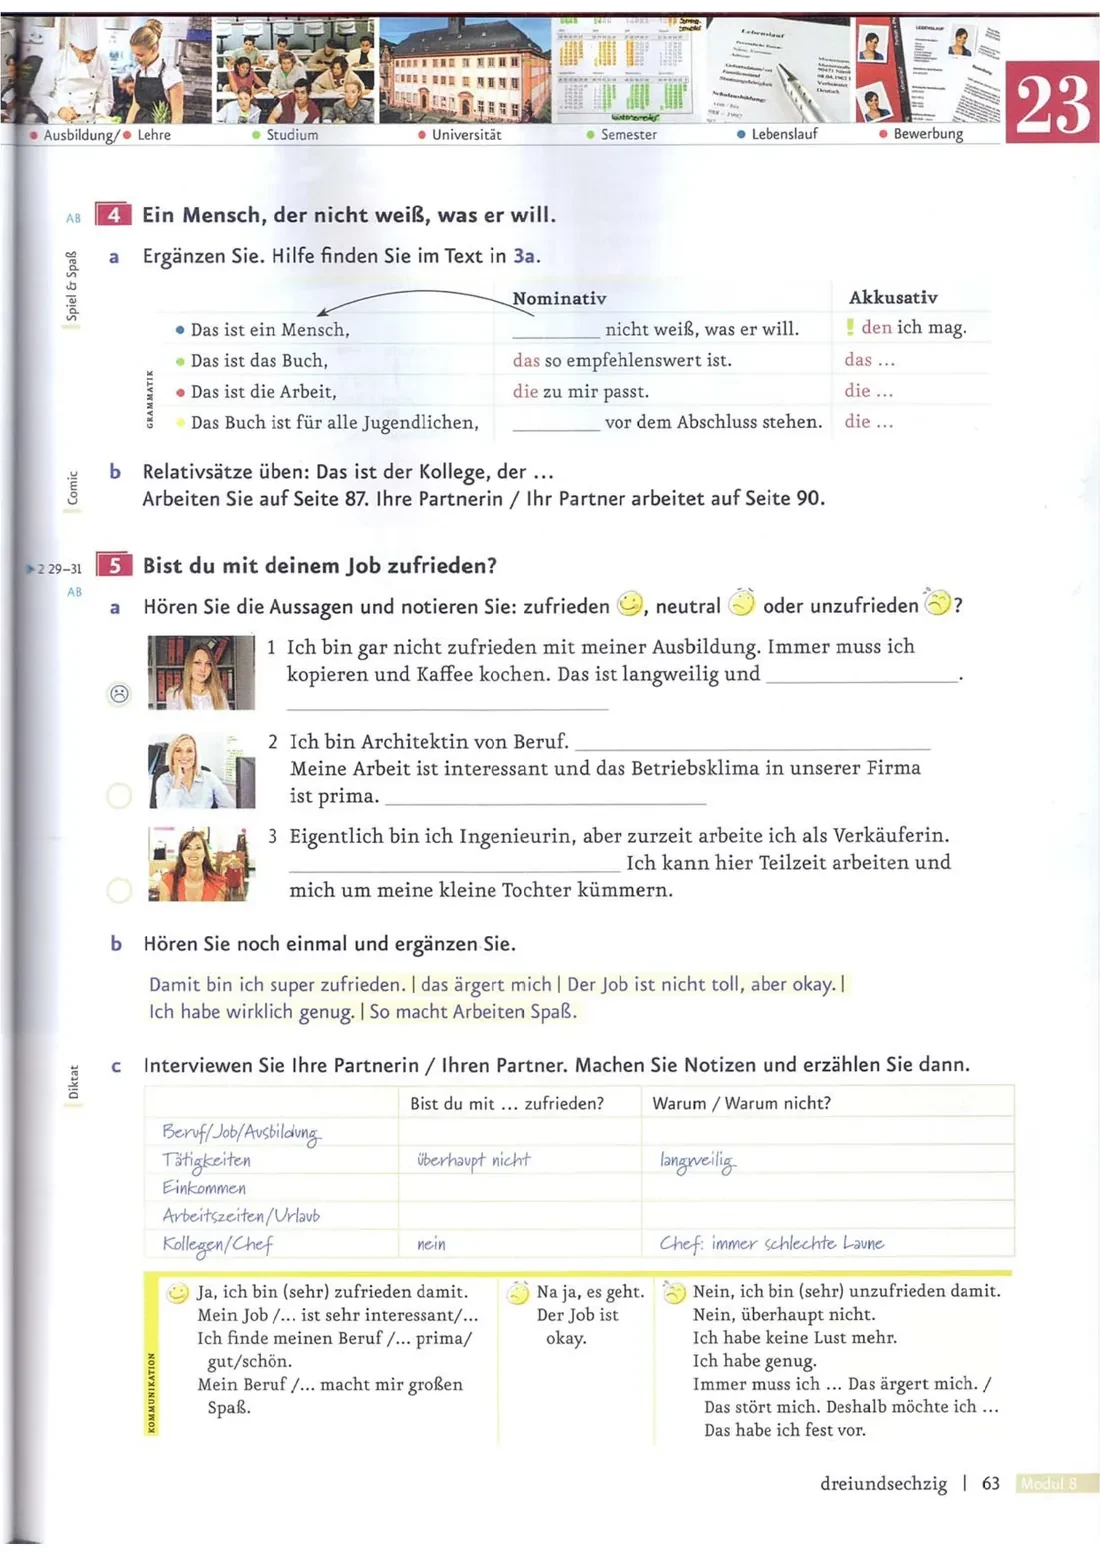 Lebenslauf
23
Ausbildung/ Lehre
Studium
Universität
Semester
Lebenslauf
Bewerbung
AB
4 Ein Mensch, der nicht weiß, was er will.
Spiel & Spaß
a Ergänzen Sie. Hilfe finden Sie im Text in 3a.
Nominativ Akkusativ
• Das ist ein Mensch, ________ nicht weiß, was er will. ! den ich mag.
• Das ist das Buch, das so empfehlenswert ist. das ...
• Das ist die Arbeit, die zu mir passt. die ...
• Das Buch ist für alle Jugendlichen, ________ vor dem Abschluss stehen. die ...
GRAMMATIK
Comic
b Relativsätze üben: Das ist der Kollege, der ...
Arbeiten Sie auf Seite 87. Ihre Partnerin / Ihr Partner arbeitet auf Seite 90.
2 29–31
AB
5 Bist du mit deinem Job zufrieden?
a Hören Sie die Aussagen und notieren Sie: zufrieden , neutral oder unzufrieden ?
1 Ich bin gar nicht zufrieden mit meiner Ausbildung. Immer muss ich
kopieren und Kaffee kochen. Das ist langweilig und ________.
2 Ich bin Architektin von Beruf. ________
Meine Arbeit ist interessant und das Betriebsklima in unserer Firma
ist prima. ________
3 Eigentlich bin ich Ingenieurin, aber zurzeit arbeite ich als Verkäuferin.
________ Ich kann hier Teilzeit arbeiten und
mich um meine kleine Tochter kümmern.
b Hören Sie noch einmal und ergänzen Sie.
Damit bin ich super zufrieden. | das ärgert mich | Der Job ist nicht toll, aber okay. |
Ich habe wirklich genug. | So macht Arbeiten Spaß.
Diktat
c Interviewen Sie Ihre Partnerin / Ihren Partner. Machen Sie Notizen und erzählen Sie dann.
Bist du mit ... zufrieden? Warum / Warum nicht?
Beruf/Job/Ausbildung
Tätigkeiten überhaupt nicht langweilig
Einkommen
Arbeitszeiten/Urlaub
Kollegen/Chef nein Chef: immer schlechte Laune
KOMMUNIKATION
Ja, ich bin (sehr) zufrieden damit.
Mein Job /... ist sehr interessant/...
Ich finde meinen Beruf /... prima/
gut/schön.
Mein Beruf /... macht mir großen
Spaß.
Na ja, es geht.
Der Job ist
okay.
Nein, ich bin (sehr) unzufrieden damit.
Nein, überhaupt nicht.
Ich habe keine Lust mehr.
Ich habe genug.
Immer muss ich ... Das ärgert mich. /
Das stört mich. Deshalb möchte ich ...
Das habe ich fest vor.
dreiundsechzig | 63 Modul 8